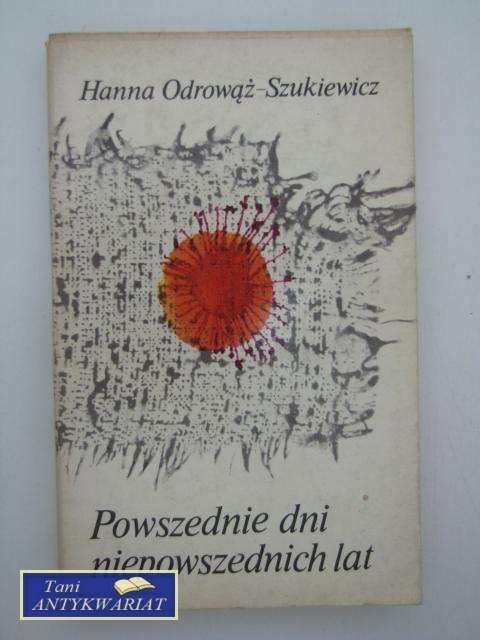 Hanna Odrowąż-Szukiewicz
Powszednie dni
niepowszednich lat
Tani
ANTYKWARIAT